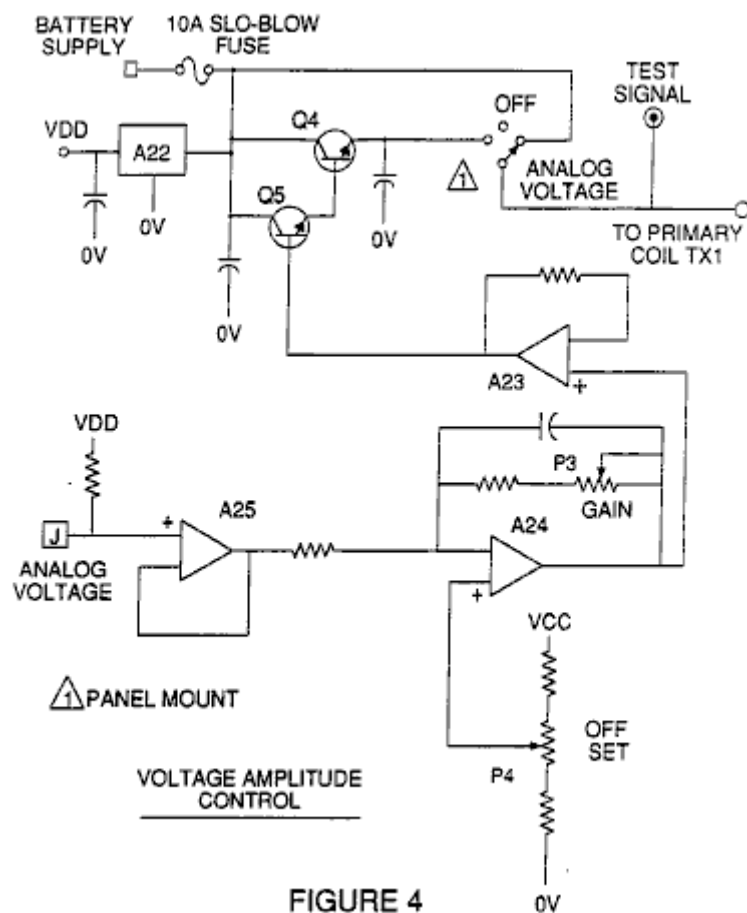 BATTERY
SUPPLY
10A SLO-BLOW
FUSE
TEST
SIGNAL
OFF
Q4
VDD
A22
1
ANALOG
VOLTAGE
Q5
0V
0V
0V
0V
TO PRIMARY
COIL TX1
A23
+
VDD
P3
GAIN
A25
+
J
ANALOG
VOLTAGE
A24
+
VCC
1 PANEL MOUNT
OFF
SET
P4
VOLTAGE AMPLITUDE
CONTROL
0V
FIGURE 4